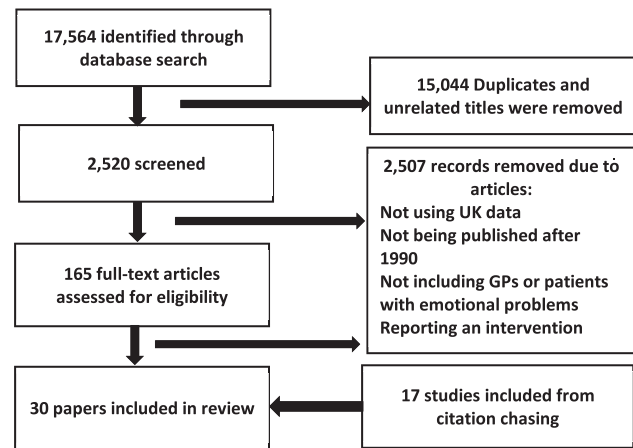 17,564 identified through
database search
15,044 Duplicates and
unrelated titles were removed
2,520 screened
2,507 records removed due to
articles:
Not using UK data
Not being published after
1990
Not including GPs or patients
with emotional problems
Reporting an intervention
165 full-text articles
assessed for eligibility
30 papers included in review
17 studies included from
citation chasing